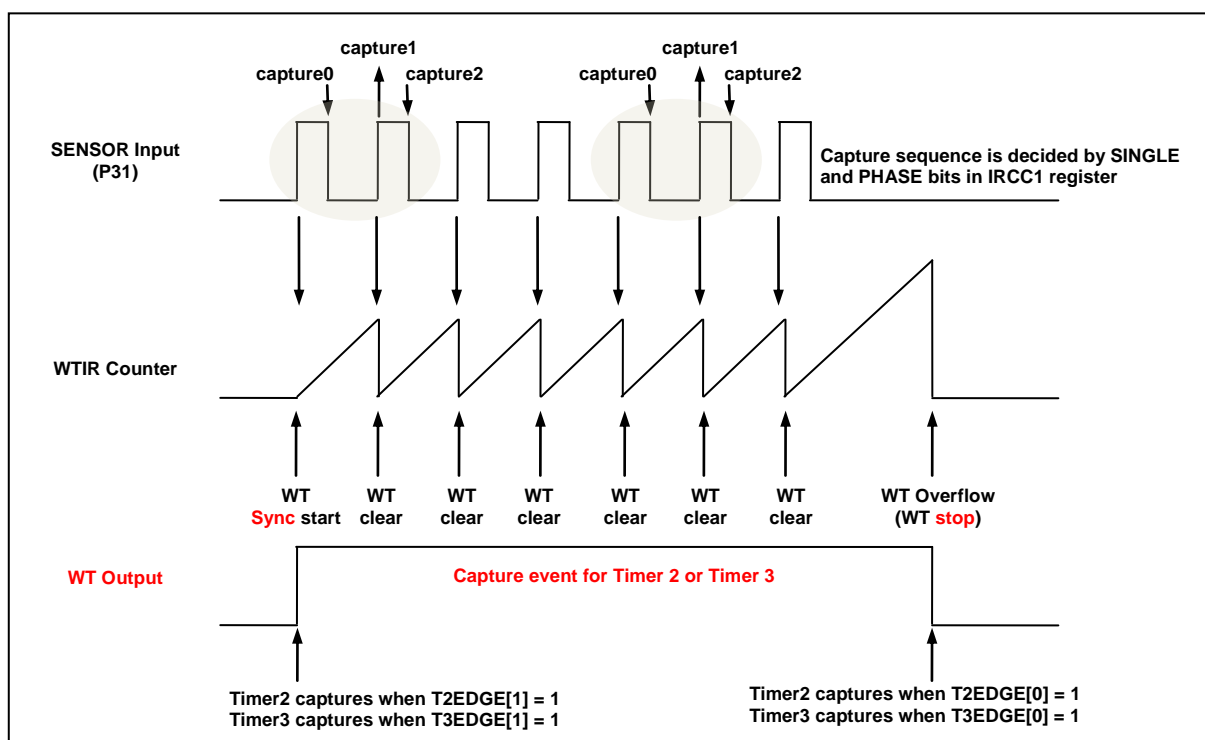 capture1
capture0
capture2
capture1
capture0
capture2
SENSOR Input
(P31)
Capture sequence is decided by SINGLE
and PHASE bits in IRCC1 register
WTIR Counter
WT
Sync start
WT
clear
WT
clear
WT
clear
WT
clear
WT
clear
WT
clear
WT Overflow
(WT stop)
WT Output
Capture event for Timer 2 or Timer 3
Timer2 captures when T2EDGE[1] = 1
Timer3 captures when T3EDGE[1] = 1
Timer2 captures when T2EDGE[0] = 1
Timer3 captures when T3EDGE[0] = 1